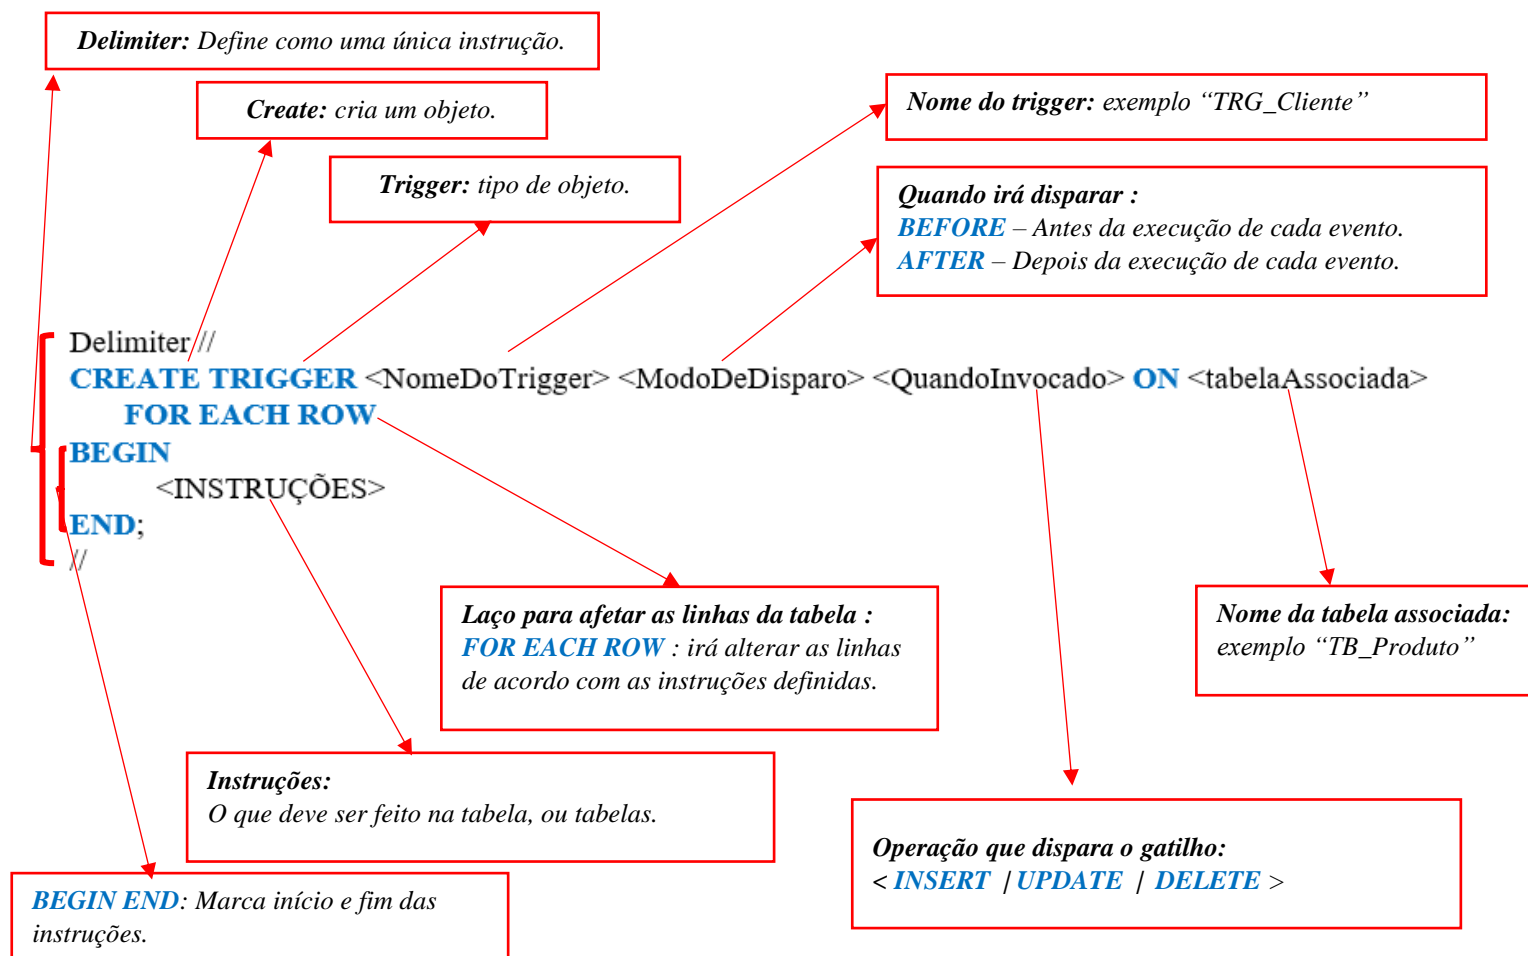 Delimiter: Define como uma única instrução.
Create: cria um objeto.
Nome do trigger: exemplo “TRG_Cliente”
Trigger: tipo de objeto.
Quando irá disparar :
BEFORE – Antes da execução de cada evento.
AFTER – Depois da execução de cada evento.
Delimiter //
CREATE TRIGGER <NomeDoTrigger> <ModoDeDisparo> <QuandoInvocado> ON <tabelaAssociada>
FOR EACH ROW
BEGIN
<INSTRUÇÕES>
END;
//
Laço para afetar as linhas da tabela :
FOR EACH ROW : irá alterar as linhas
de acordo com as instruções definidas.
Nome da tabela associada:
exemplo “TB_Produto”
Instruções:
O que deve ser feito na tabela, ou tabelas.
Operação que dispara o gatilho:
< INSERT | UPDATE | DELETE >
BEGIN END: Marca início e fim das
instruções.